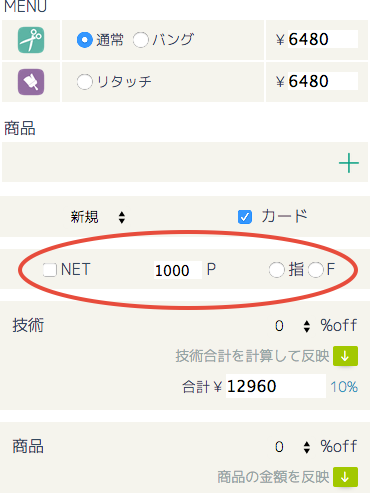 MENU
通常 バング ¥ 6480
リタッチ ¥ 6480
商品
新規 カード
NET 1000 P 指 F
技術 0 %off
技術合計を計算して反映
合計 ¥ 12960 10%
商品 0 %off
商品の金額を反映